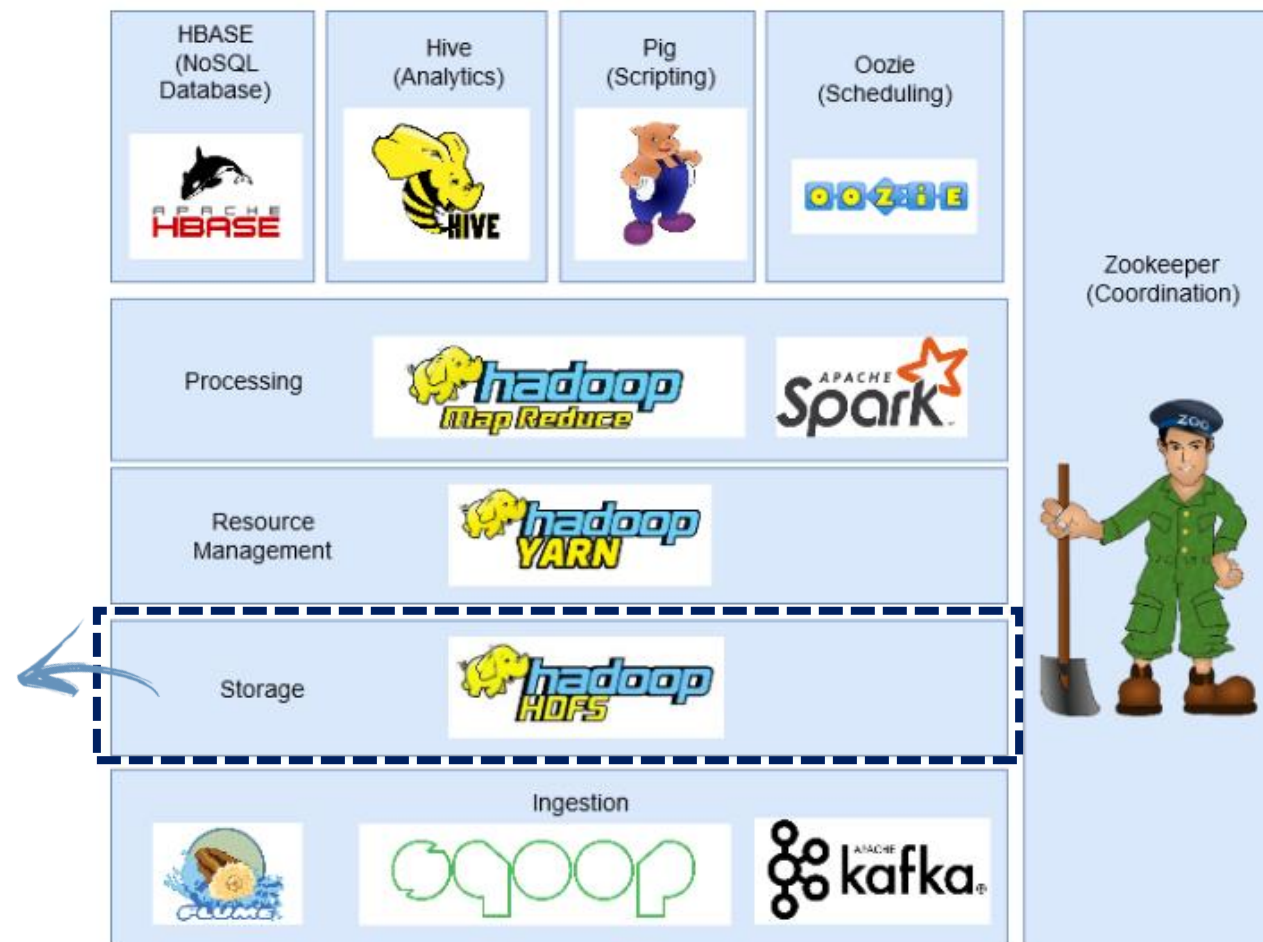 HBASE
(NoSQL
Database)
APACHE
HBASE
Hive
(Analytics)
HIVE
Pig
(Scripting)
Oozie
(Scheduling)
OOZIE
Zookeeper
(Coordination)
ZOO
Processing
hadoop
Map Reduce
APACHE
Spark
Resource
Management
hadoop
YARN
Storage
hadoop
HDFS
Ingestion
FLUME
sqoop
APACHE
kafka®